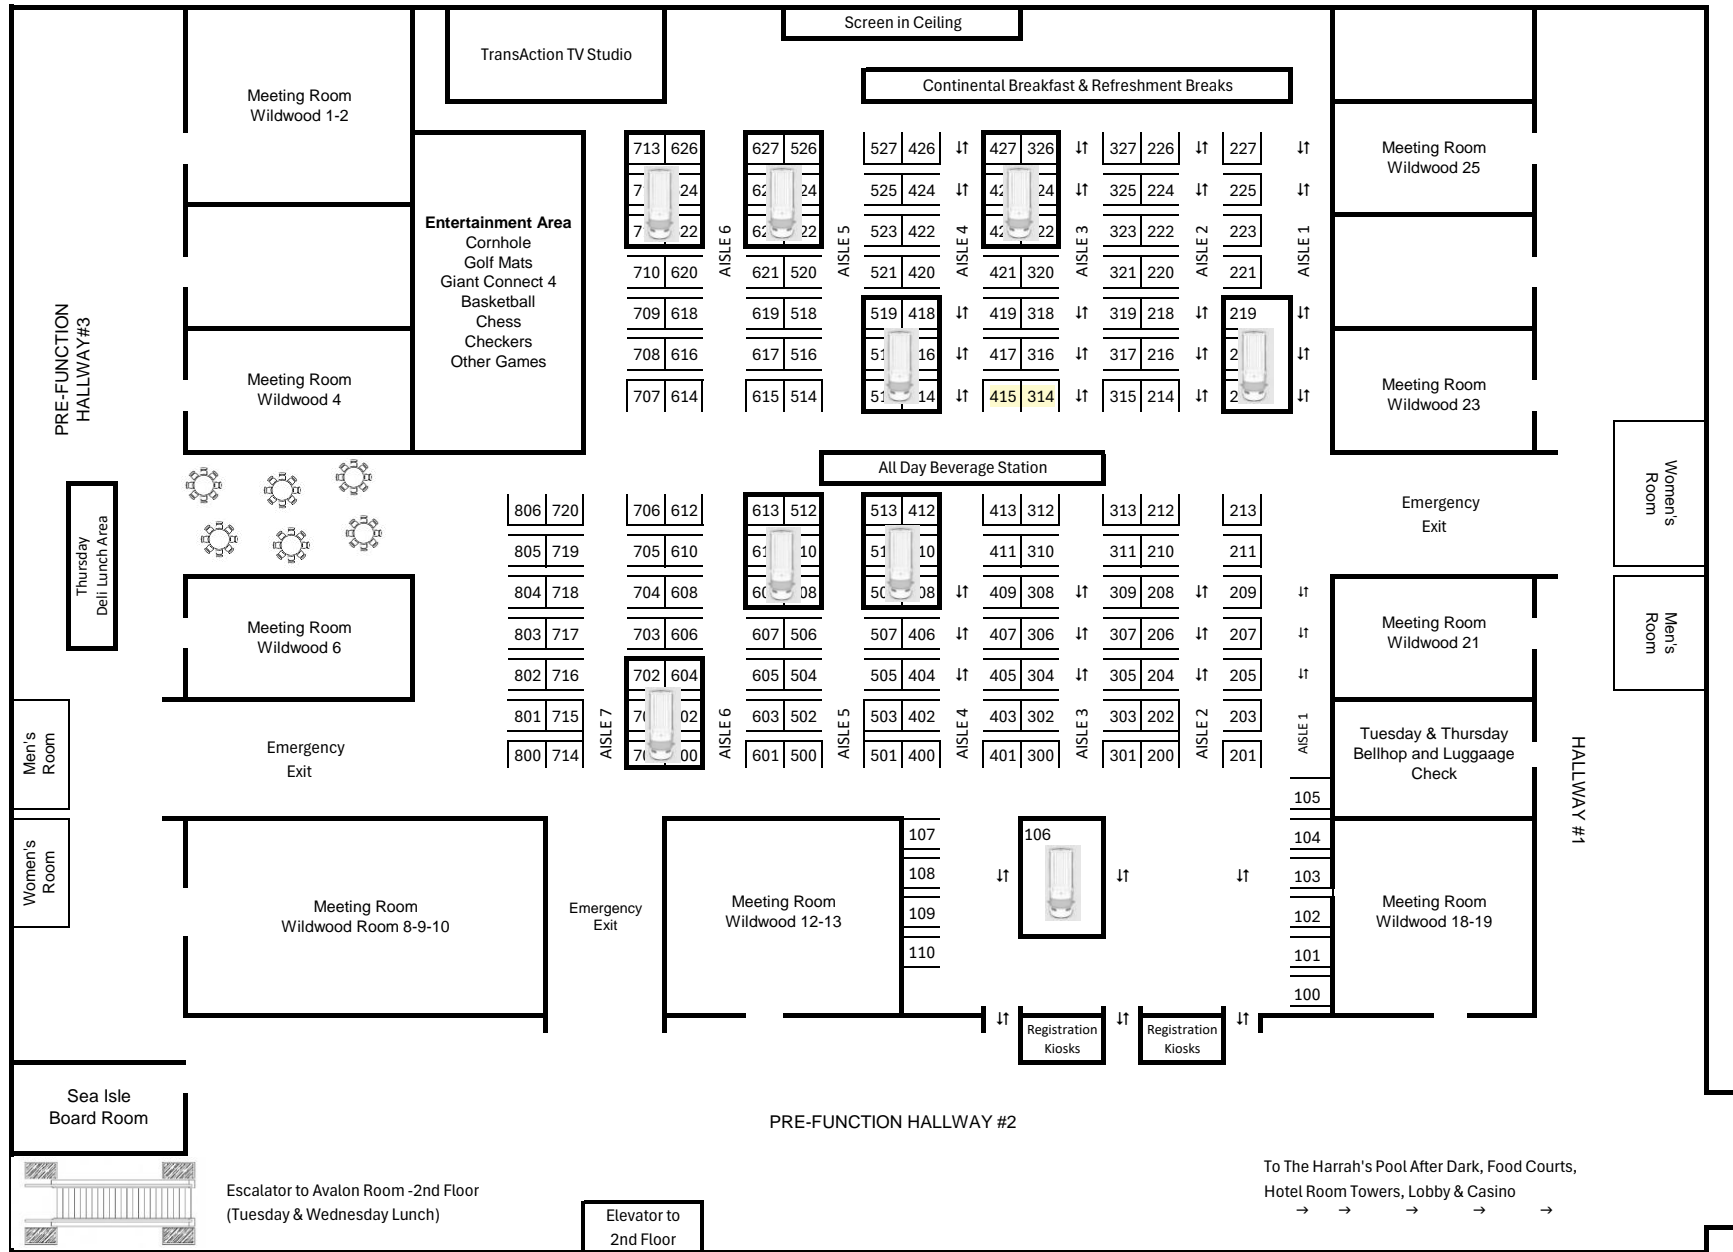 Screen in Ceiling
TransAction TV Studio
Continental Breakfast & Refreshment Breaks
Meeting Room
Wildwood 1-2
Meeting Room
Wildwood 25
713 626 627 526 527 426 ↓↑ 427 326 ↓↑ 327 226 ↓↑ 227 ↓↑
525 424 ↓↑ ↓↑ 325 224 ↓↑ 225 ↓↑
523 422 323 222 223
710 620 621 520 521 420 421 320 321 220 221
709 618 619 518 519 418 ↓↑ 419 318 ↓↑ 319 218 ↓↑ 219 ↓↑
708 616 617 516 ↓↑ 417 316 ↓↑ 317 216 ↓↑ ↓↑
707 614 615 514 ↓↑ 415 314 ↓↑ 315 214 ↓↑ ↓↑
AISLE 6
AISLE 5
AISLE 4
AISLE 3
AISLE 2
AISLE 1
Entertainment Area
Cornhole
Golf Mats
Giant Connect 4
Basketball
Chess
Checkers
Other Games
PRE-FUNCTION
HALLWAY#3
Meeting Room
Wildwood 4
Meeting Room
Wildwood 23
All Day Beverage Station
Women's
Room
Emergency
Exit
Thursday
Deli Lunch Area
806 720 706 612 613 512 513 412 413 312 313 212 213
805 719 705 610 411 310 311 210 211
804 718 704 608 ↓↑ 409 308 ↓↑ 309 208 ↓↑ 209 ↓↑
803 717 703 606 607 506 507 406 ↓↑ 407 306 ↓↑ 307 206 ↓↑ 207 ↓↑
802 716 702 604 605 504 505 404 ↓↑ 405 304 ↓↑ 305 204 ↓↑ 205 ↓↑
801 715 603 502 503 402 403 302 303 202 203
800 714 601 500 501 400 401 300 301 200 201
AISLE 7
AISLE 6
AISLE 5
AISLE 4
AISLE 3
AISLE 2
AISLE 1
Meeting Room
Wildwood 6
Meeting Room
Wildwood 21
Men's
Room
Men's
Room
Emergency
Exit
Tuesday & Thursday
Bellhop and Luggaage
Check
HALLWAY #1
Women's
Room
Meeting Room
Wildwood Room 8-9-10
Emergency
Exit
Meeting Room
Wildwood 12-13
107
108
109
110
106
↓↑ ↓↑ ↓↑
105
104
103
102
101
100
Meeting Room
Wildwood 18-19
↓↑ ↓↑ ↓↑
Registration
Kiosks
Registration
Kiosks
Sea Isle
Board Room
PRE-FUNCTION HALLWAY #2
Escalator to Avalon Room -2nd Floor
(Tuesday & Wednesday Lunch)
Elevator to
2nd Floor
To The Harrah's Pool After Dark, Food Courts,
Hotel Room Towers, Lobby & Casino
→ → → → →